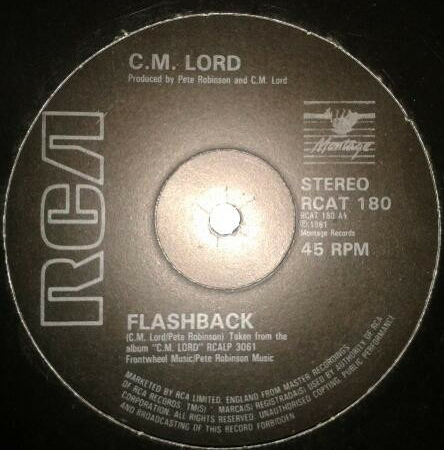 C.M. LORD
Produced by Pete Robinson and C.M. Lord
RCA
Montage
STEREO
RCAT 180
RCAT 180 AA
℗ 1981
Montage Records
45 RPM
FLASHBACK
(C.M. Lord/Pete Robinson) Taken from the
album "C.M. LORD" RCALP 3061
Frontwheel Music/Pete Robinson Music
MARKETED BY RCA LIMITED, ENGLAND FROM MASTER RECORDINGS
OF RCA RECORDS. TM(S) ® MARCA(S) REGISTRADA(S) USED BY AUTHORITY OF RCA
CORPORATION. ALL RIGHTS RESERVED. UNAUTHORISED COPYING, PUBLIC PERFORMANCE
AND BROADCASTING OF THIS RECORD FORBIDDEN